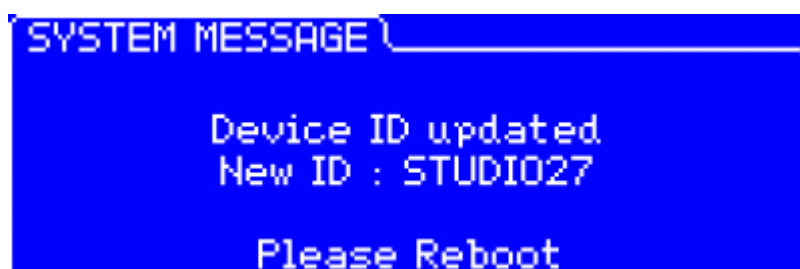 SYSTEM MESSAGE
Device ID updated
New ID : STUDIO27
Please Reboot